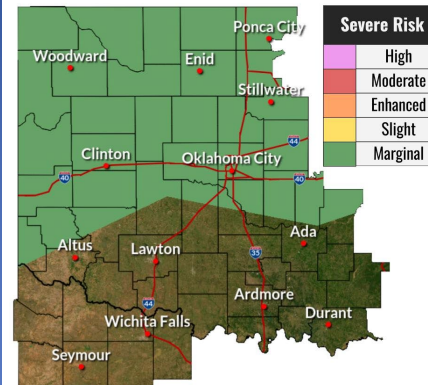 Severe Risk
High
Moderate
Enhanced
Slight
Marginal
Ponca City
Woodward
Enid
Stillwater
44
Clinton
Oklahoma City
40
40
Altus
Lawton
35
Ada
44
Ardmore
Wichita Falls
Durant
Seymour